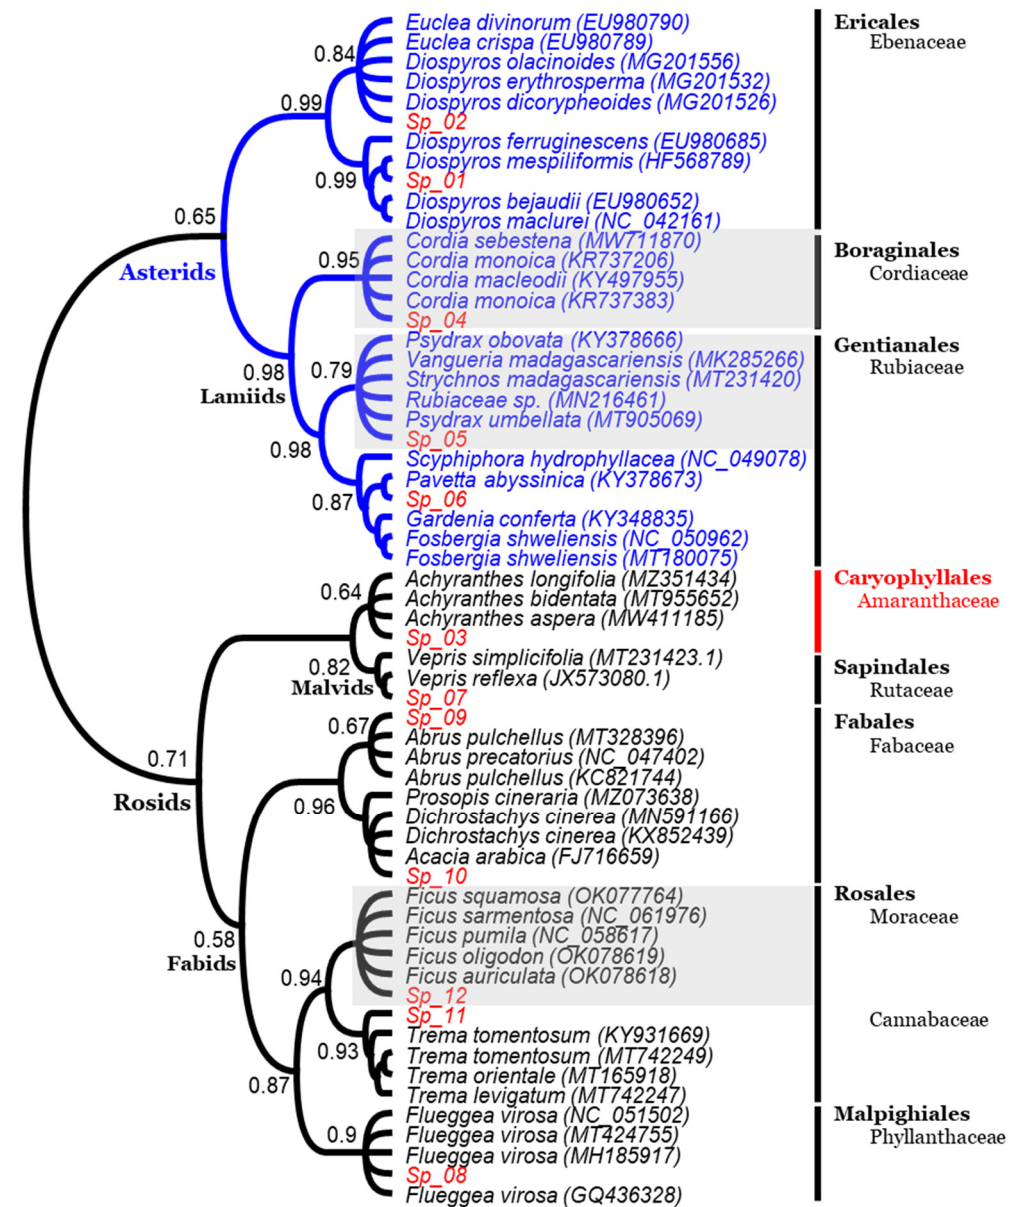 Euclea divinorum (EU980790)
Euclea crispa (EU980789)
Diospyros olacinoides (MG201556)
Diospyros erythrosperma (MG201532)
Diospyros dicorypheoides (MG201526)
Sp_02
Diospyros ferruginescens (EU980685)
Diospyros mespiliformis (HF568789)
Sp_01
Diospyros bejaudii (EU980652)
Diospyros maclurei (NC_042161)
Cordia sebestena (MW711870)
Cordia monoica (KR737206)
Cordia macleodii (KY497955)
Cordia monoica (KR737383)
Sp_04
Psydrax obovata (KY378666)
Vangueria madagascariensis (MK285266)
Strychnos madagascariensis (MT231420)
Rubiaceae sp. (MN216461)
Psydrax umbellata (MT905069)
Sp_05
Scyphiphora hydrophyllacea (NC_049078)
Pavetta abyssinica (KY378673)
Sp_06
Gardenia conferta (KY348835)
Fosbergia shweliensis (NC_050962)
Fosbergia shweliensis (MT180075)
Achyranthes longifolia (MZ351434)
Achyranthes bidentata (MT955652)
Achyranthes aspera (MW411185)
Sp_03
Vepris simplicifolia (MT231423.1)
Vepris reflexa (JX573080.1)
Sp_07
Sp_09
Abrus pulchellus (MT328396)
Abrus precatorius (NC_047402)
Abrus pulchellus (KC821744)
Prosopis cineraria (MZ073638)
Dichrostachys cinerea (MN591166)
Dichrostachys cinerea (KX852439)
Acacia arabica (FJ716659)
Sp_10
Ficus squamosa (OK077764)
Ficus sarmentosa (NC_061976)
Ficus pumila (NC_058617)
Ficus oligodon (OK078619)
Ficus auriculata (OK078618)
Sp_12
Sp_11
Trema tomentosum (KY931669)
Trema tomentosum (MT742249)
Trema orientale (MT165918)
Trema levigatum (MT742247)
Flueggea virosa (NC_051502)
Flueggea virosa (MT424755)
Flueggea virosa (MH185917)
Sp_08
Flueggea virosa (GQ436328)
0.84
0.99
0.99
0.65
Asterids
0.95
0.98
Lamiids
0.79
0.98
0.87
0.64
0.82
Malvids
0.71
Rosids
0.67
0.96
0.58
Fabids
0.94
0.93
0.87
0.9
Ericales
Ebenaceae
Boraginales
Cordiaceae
Gentianales
Rubiaceae
Caryophyllales
Amaranthaceae
Sapindales
Rutaceae
Fabales
Fabaceae
Rosales
Moraceae
Cannabaceae
Malpighiales
Phyllanthaceae